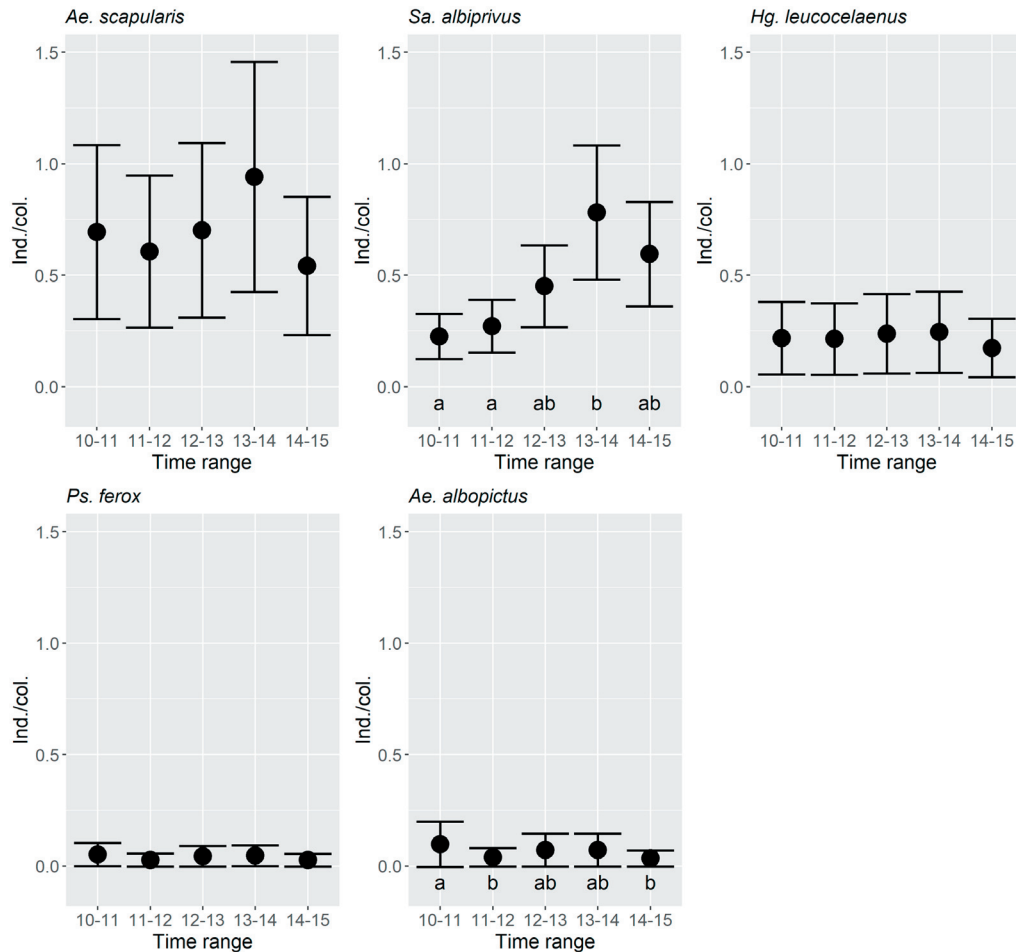 Ae. scapularis
1.5
1.0
0.5
0.0
Ind./col.
10-11 11-12 12-13 13-14 14-15
Time range
Sa. albiprivus
1.5
1.0
0.5
0.0
Ind./col.
a a ab b ab
10-11 11-12 12-13 13-14 14-15
Time range
Hg. leucocelaenus
1.5
1.0
0.5
0.0
Ind./col.
10-11 11-12 12-13 13-14 14-15
Time range
Ps. ferox
1.5
1.0
0.5
0.0
Ind./col.
10-11 11-12 12-13 13-14 14-15
Time range
Ae. albopictus
1.5
1.0
0.5
0.0
Ind./col.
a b ab ab b
10-11 11-12 12-13 13-14 14-15
Time range